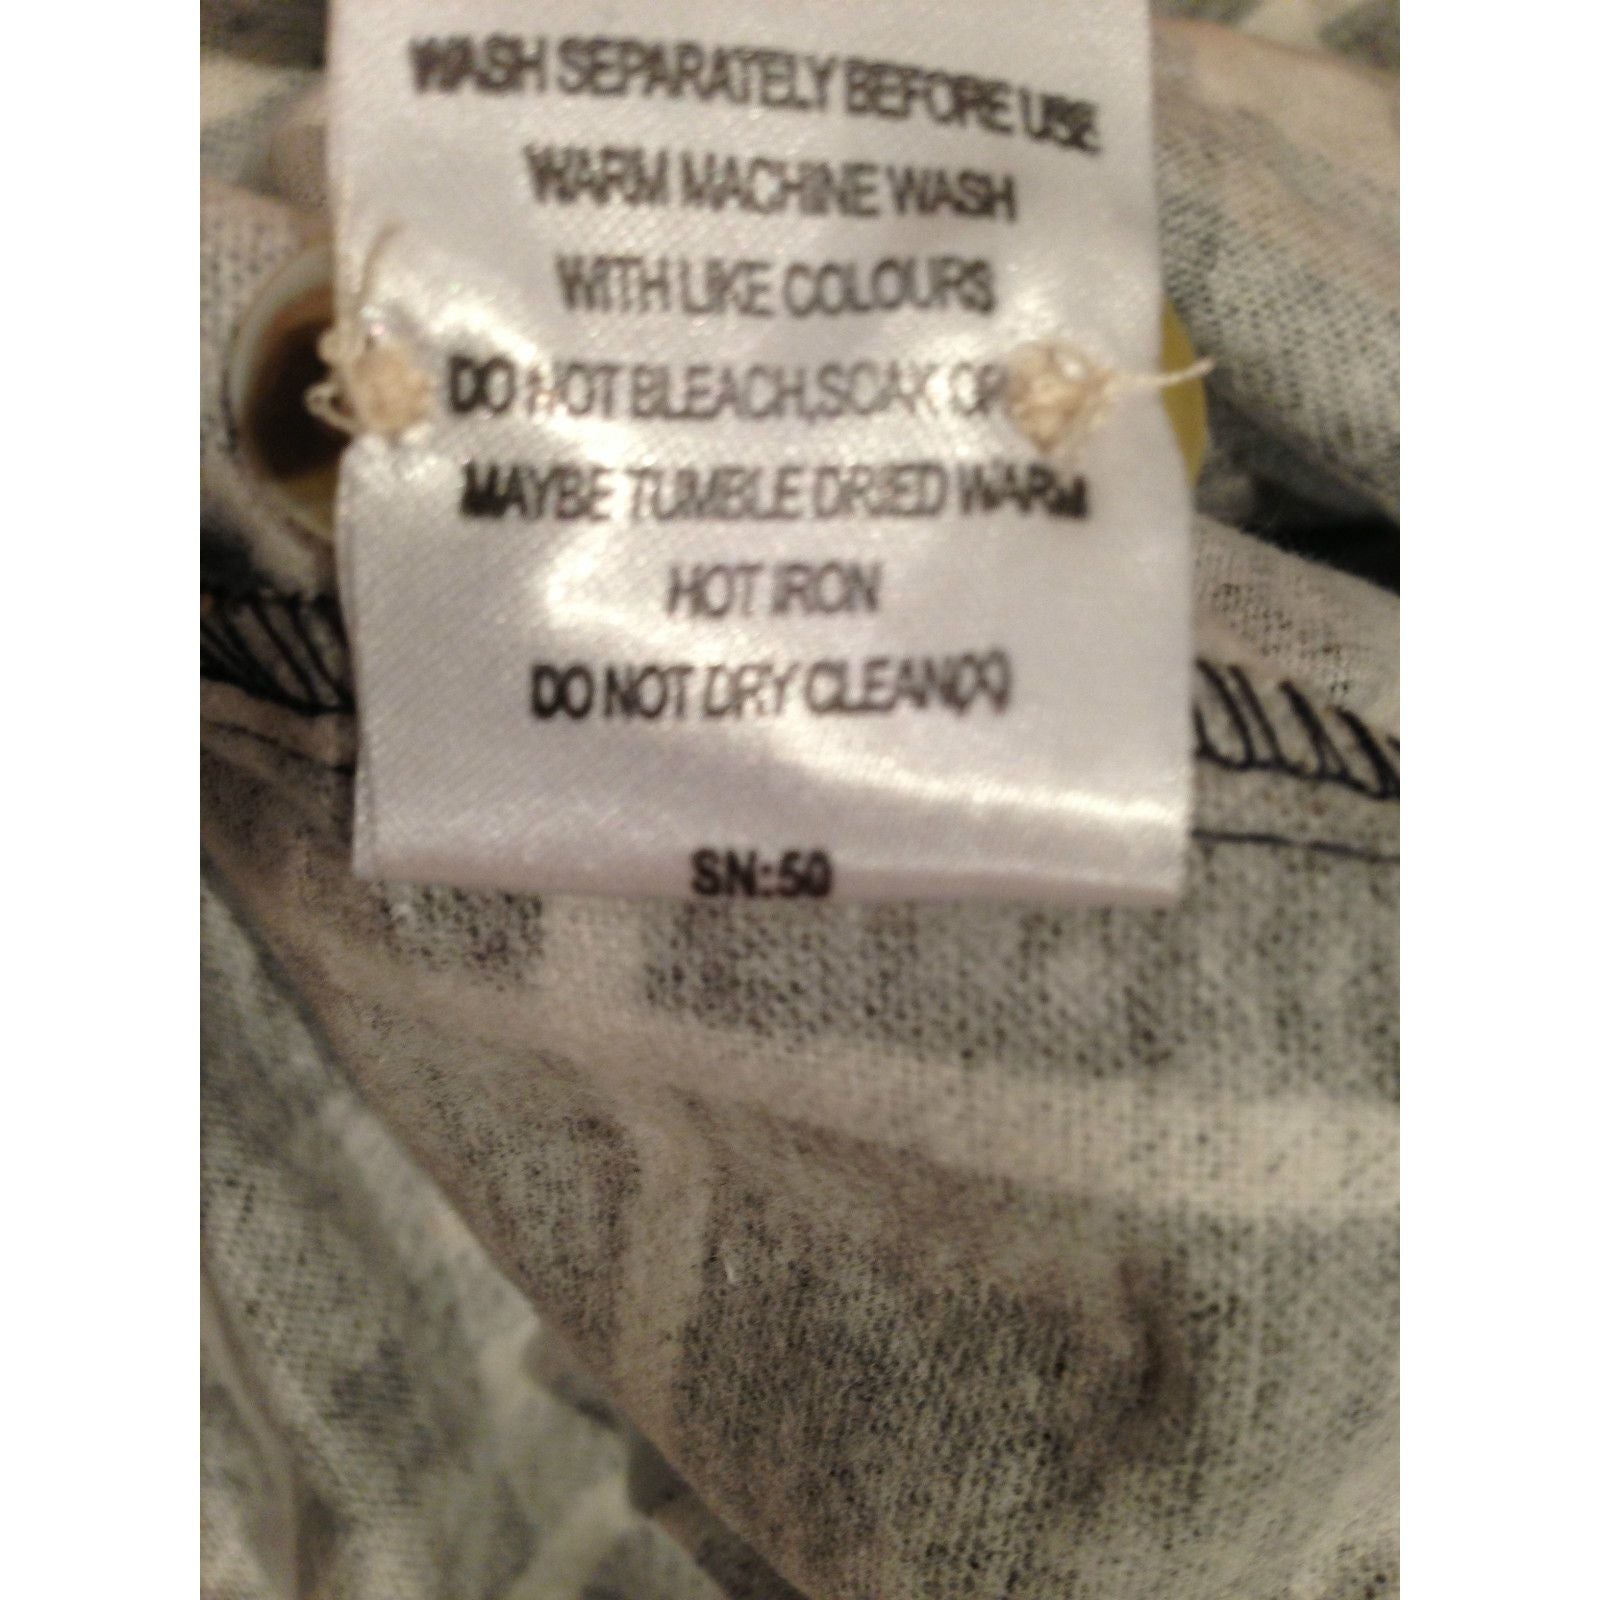 WASH SEPARATELY BEFORE USE
WARM MACHINE WASH
WITH LIKE COLOURS
DO NOT BLEACH,SOAK OR
MAYBE TUMBLE DRIED WARM
HOT IRON
DO NOT DRY CLEAN(X)
SN:50